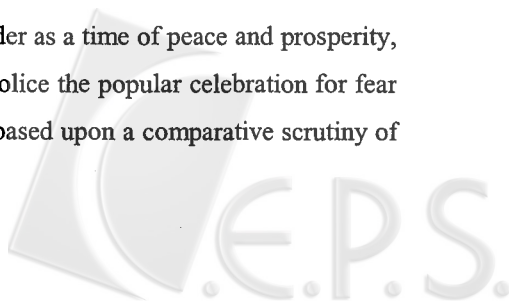 der as a time of peace and prosperity,
olice the popular celebration for fear
based upon a comparative scrutiny of
C.E.P.S.